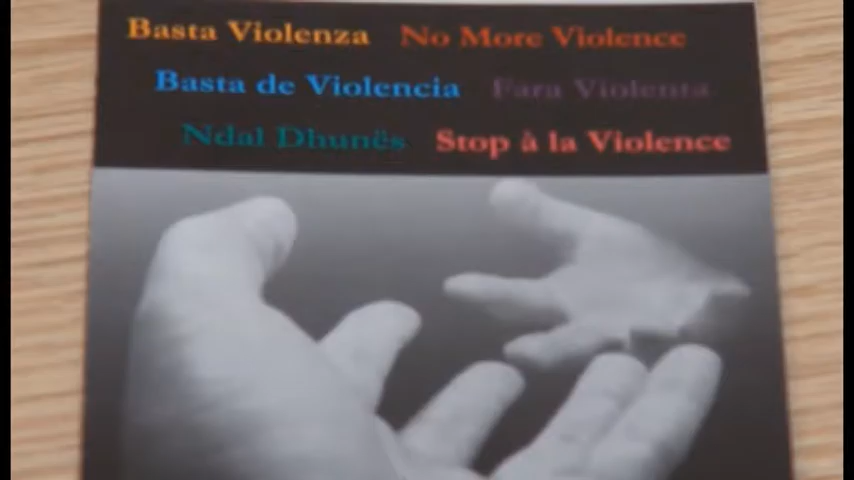 Basta Violenza No More Violence
Basta de Violencia Fara Violenta
Ndal Dhunës Stop à la Violence